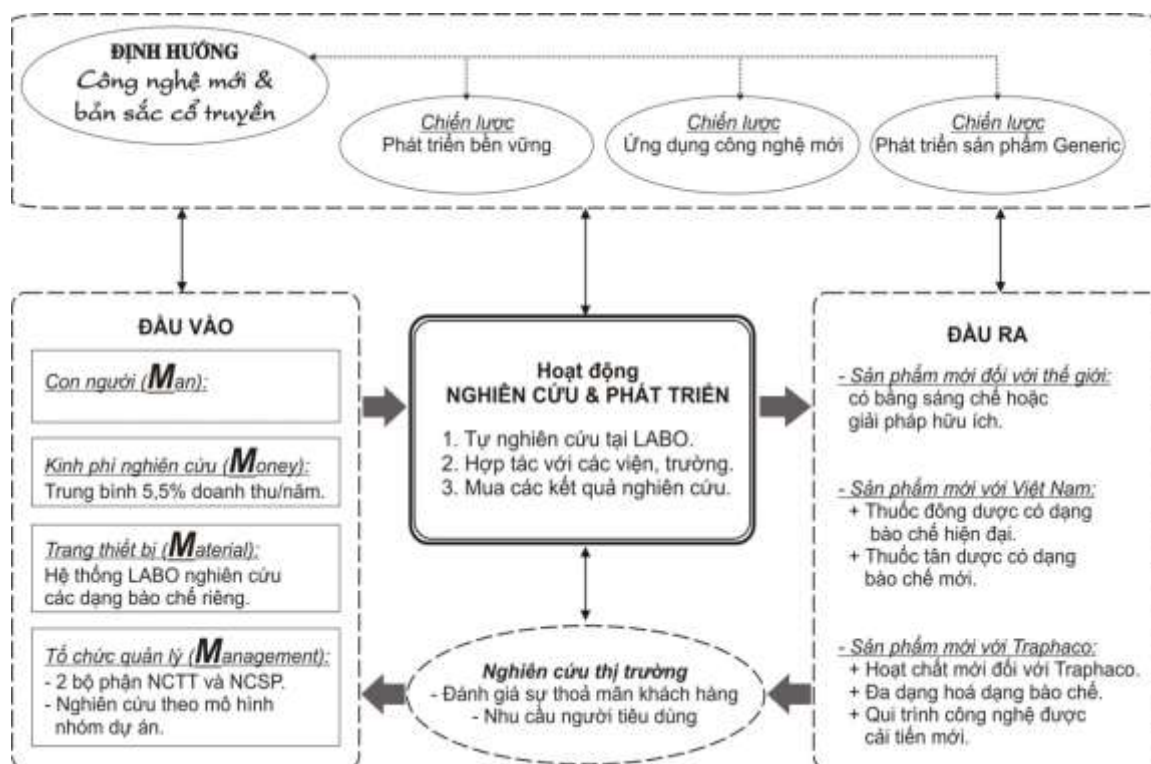 ĐỊNH HƯỚNG
Công nghệ mới &
bản sắc cổ truyền
Chiến lược
Phát triển bền vững
Chiến lược
Ứng dụng công nghệ mới
Chiến lược
Phát triển sản phẩm Generic
ĐẦU VÀO
Con người (Man):
Kinh phí nghiên cứu (Money):
Trung bình 5,5% doanh thu/năm.
Trang thiết bị (Material):
Hệ thống LABO nghiên cứu
các dạng bào chế riêng.
Tổ chức quản lý (Management):
- 2 bộ phận NCTT và NCSP.
- Nghiên cứu theo mô hình
nhóm dự án.
Hoạt động
NGHIÊN CỨU & PHÁT TRIỂN
1. Tự nghiên cứu tại LABO.
2. Hợp tác với các viện, trường.
3. Mua các kết quả nghiên cứu.
Nghiên cứu thị trường
- Đánh giá sự thoả mãn khách hàng
- Nhu cầu người tiêu dùng
ĐẦU RA
- Sản phẩm mới đối với thế giới:
có bằng sáng chế hoặc
giải pháp hữu ích.
- Sản phẩm mới với Việt Nam:
+ Thuốc đông dược có dạng
bào chế hiện đại.
+ Thuốc tân dược có dạng
bào chế mới.
- Sản phẩm mới với Traphaco:
+ Hoạt chất mới đối với Traphaco.
+ Đa dạng hoá dạng bào chế.
+ Qui trình công nghệ được
cải tiến mới.